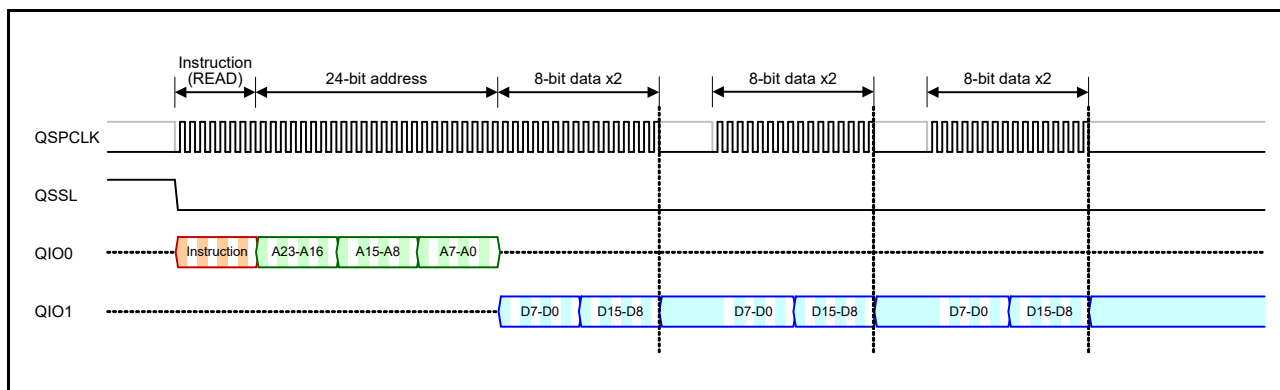 Instruction
(READ)
24-bit address
8-bit data x2
8-bit data x2
8-bit data x2
QSPCLK
QSSL
QIO0
Instruction
A23-A16
A15-A8
A7-A0
QIO1
D7-D0
D15-D8
D7-D0
D15-D8
D7-D0
D15-D8